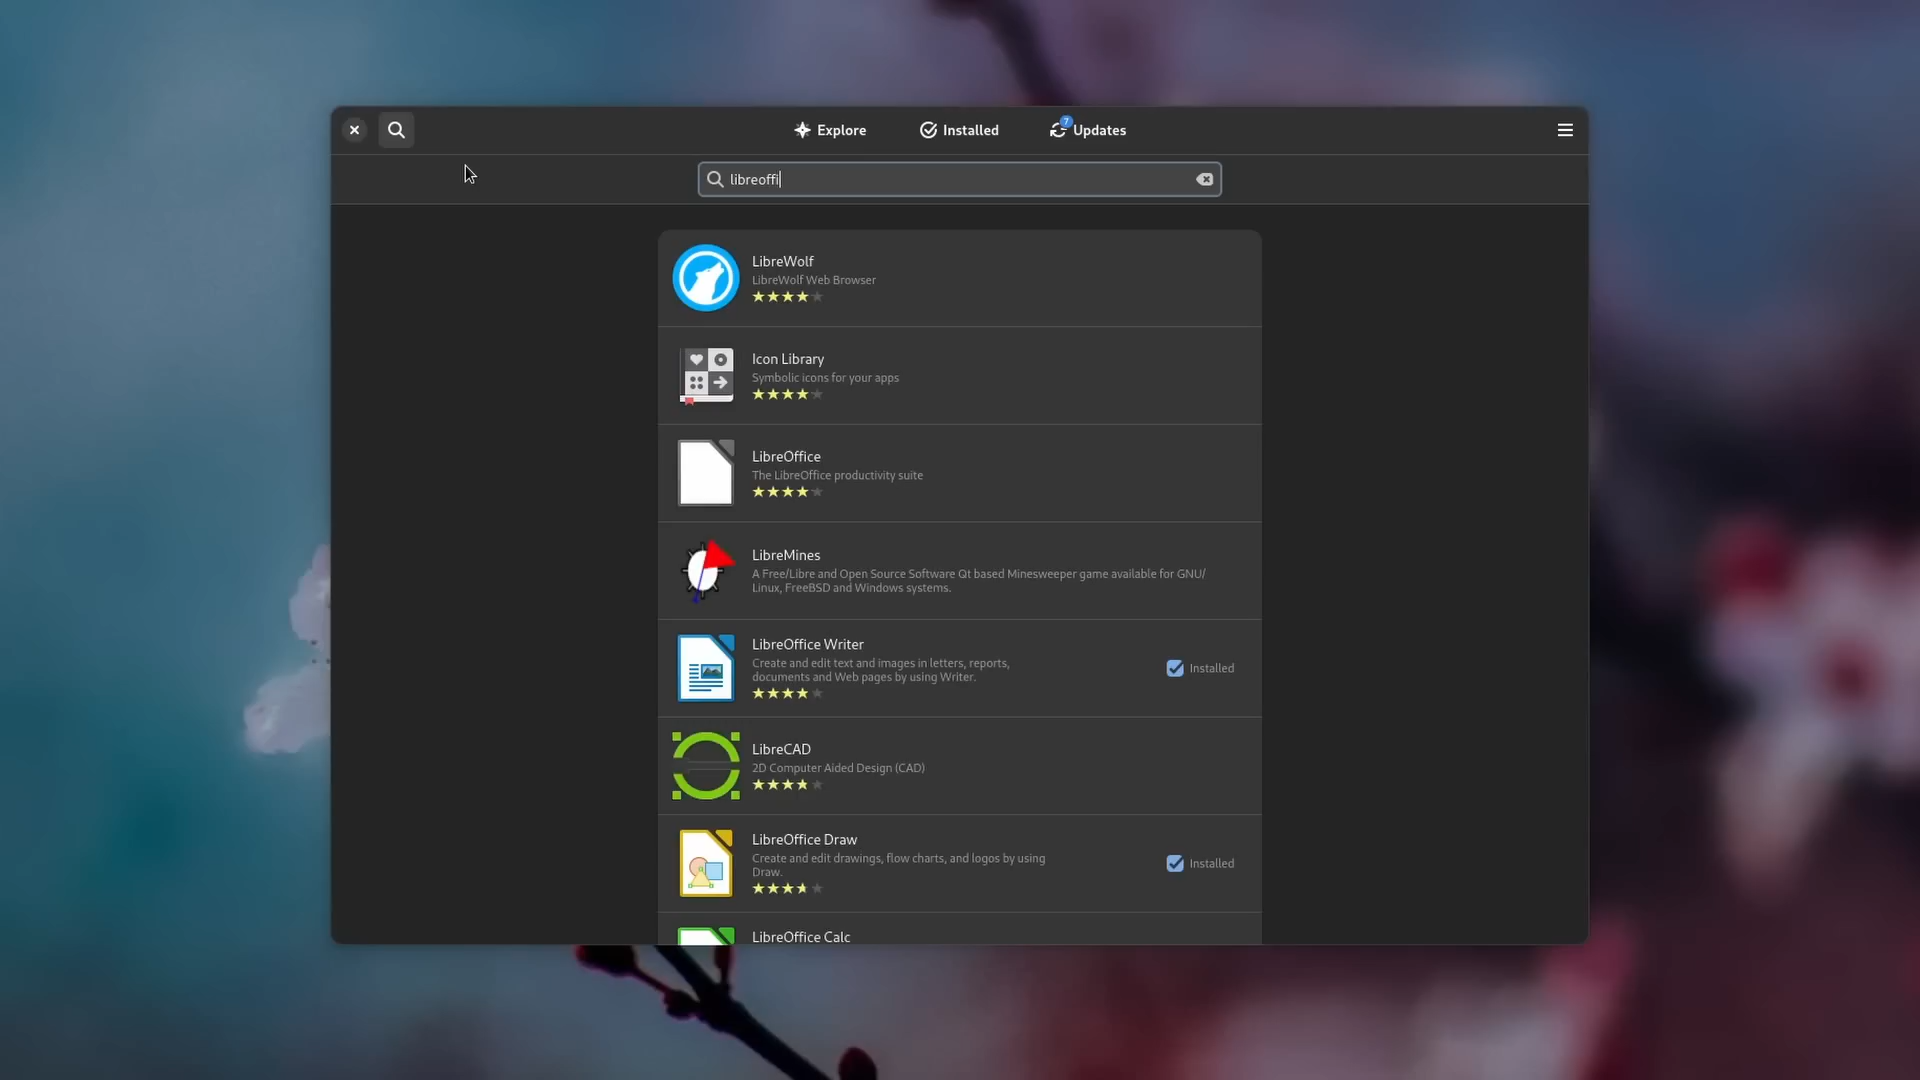 Explore
Installed
7
Updates
libreoffi
LibreWolf
LibreWolf Web Browser
Icon Library
Symbolic icons for your apps
LibreOffice
The LibreOffice productivity suite
LibreMines
A Free/Libre and Open Source Software Qt based Minesweeper game available for GNU/
Linux, FreeBSD and Windows systems.
LibreOffice Writer
Create and edit text and images in letters, reports,
documents and Web pages by using Writer.
Installed
LibreCAD
2D Computer Aided Design (CAD)
LibreOffice Draw
Create and edit drawings, flow charts, and logos by using
Draw.
Installed
LibreOffice Calc